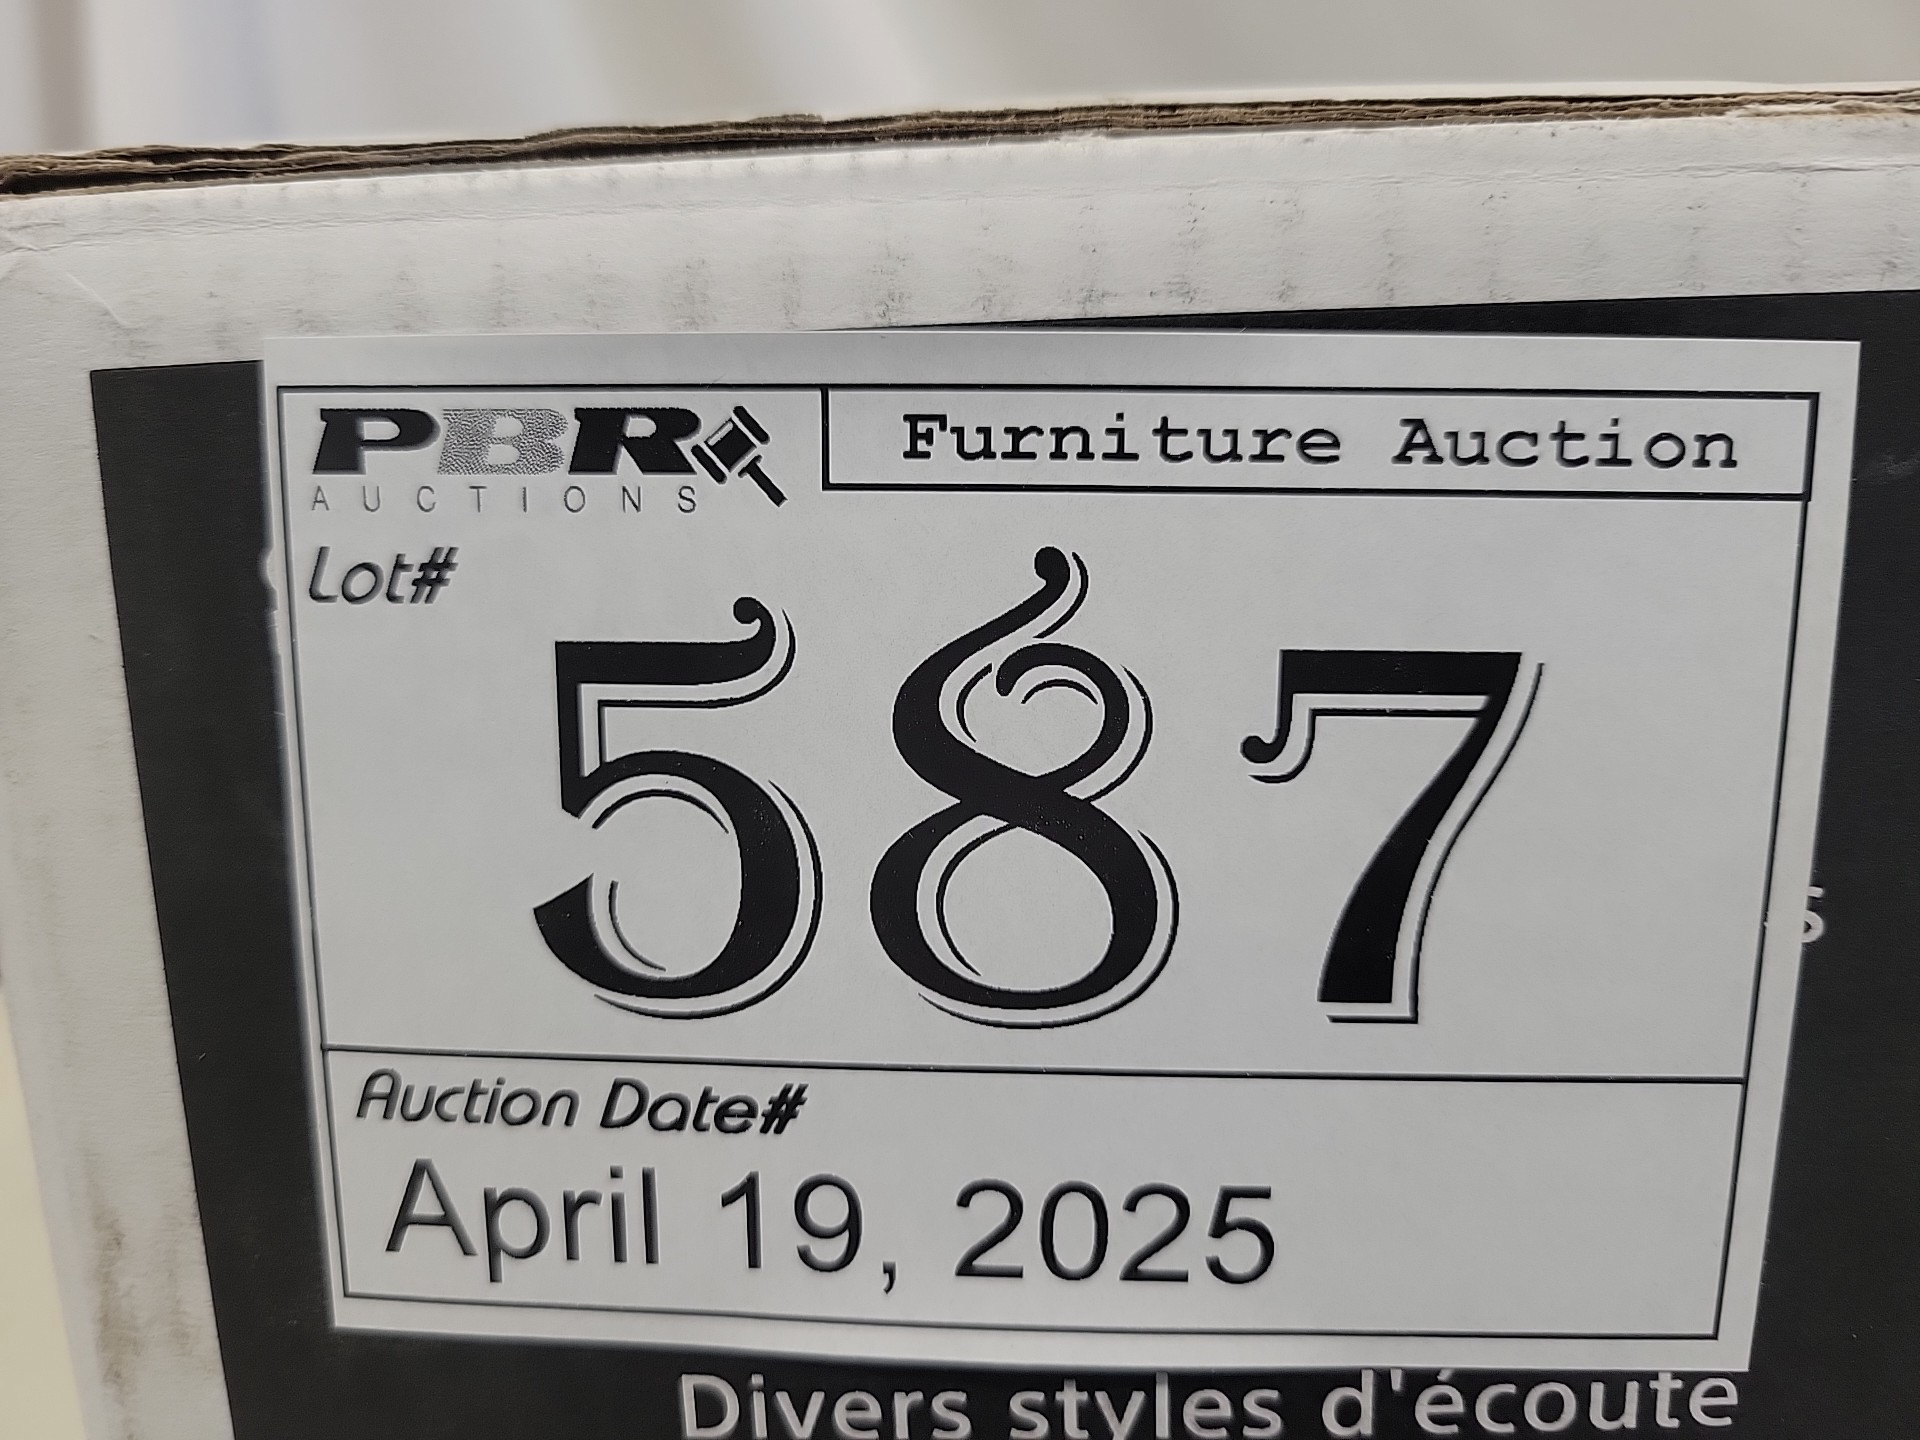 PBR
AUCTIONS
Furniture Auction
Lot#
587
s
Auction Date#
April 19, 2025
Divers styles d'écoute